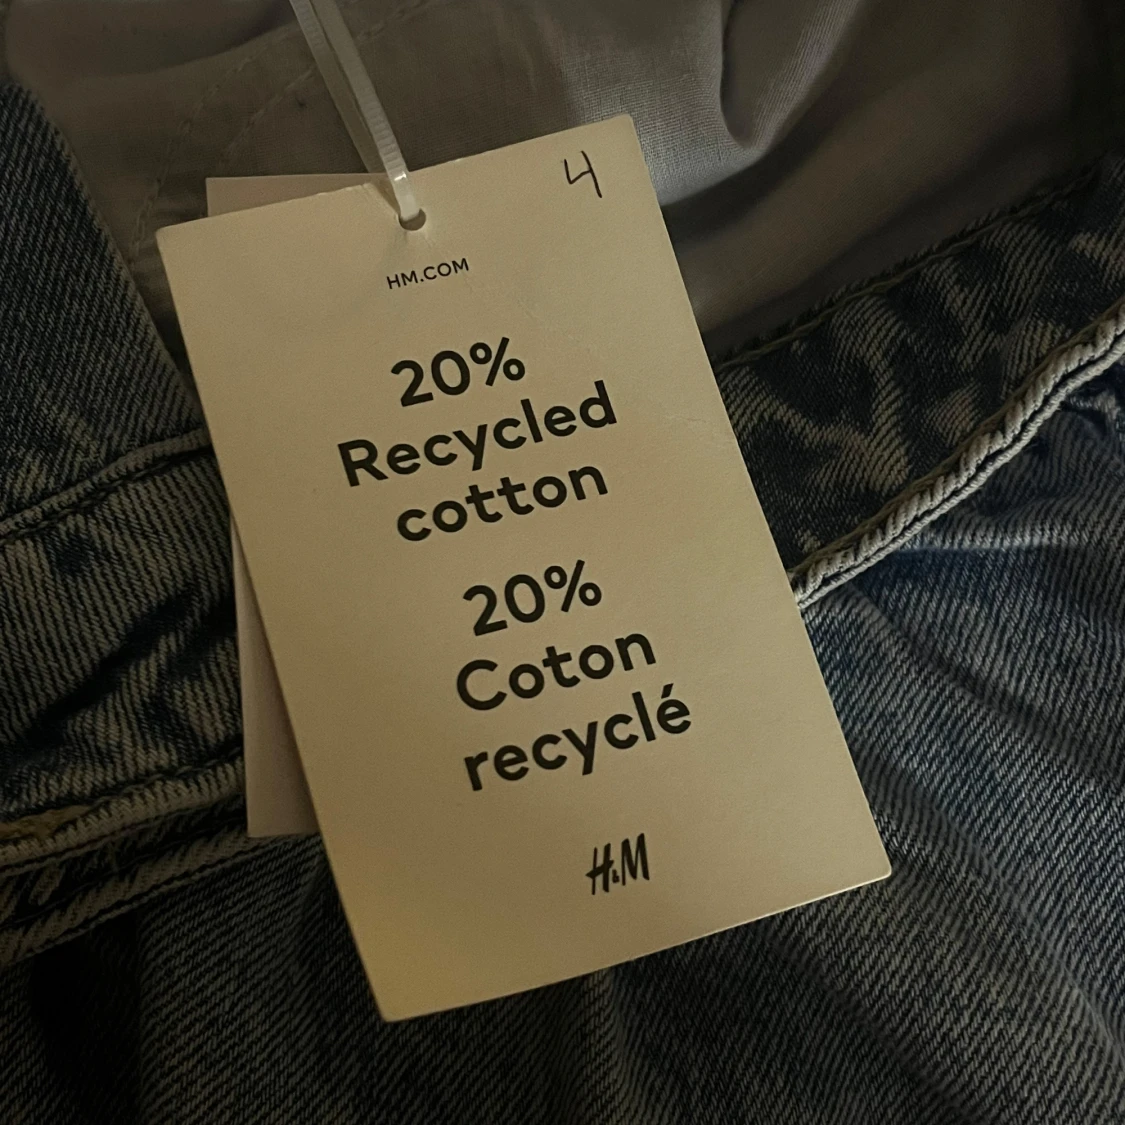 4
HM.COM
20%
Recycled
cotton
20%
Coton
recyclé
H&M